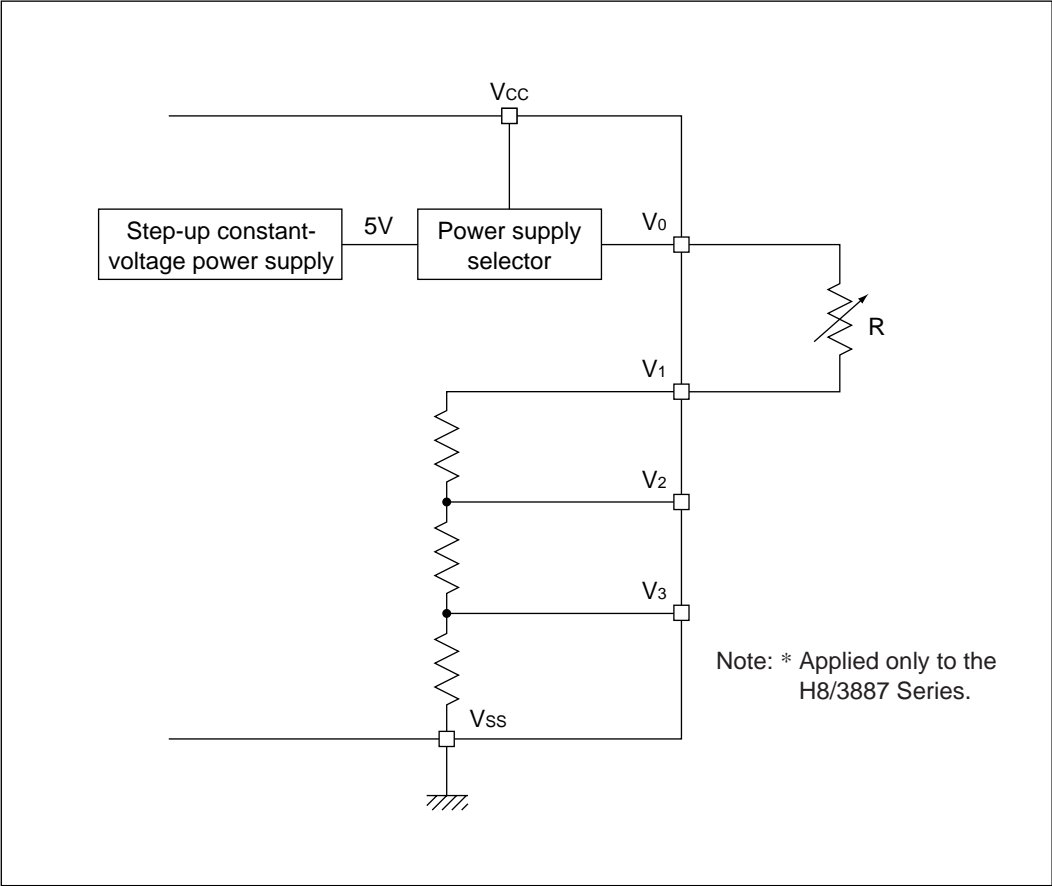 VCC
Step-up constant-
voltage power supply
5V
Power supply
selector
V0
R
V1
V2
V3
Note: * Applied only to the
H8/3887 Series.
VSS